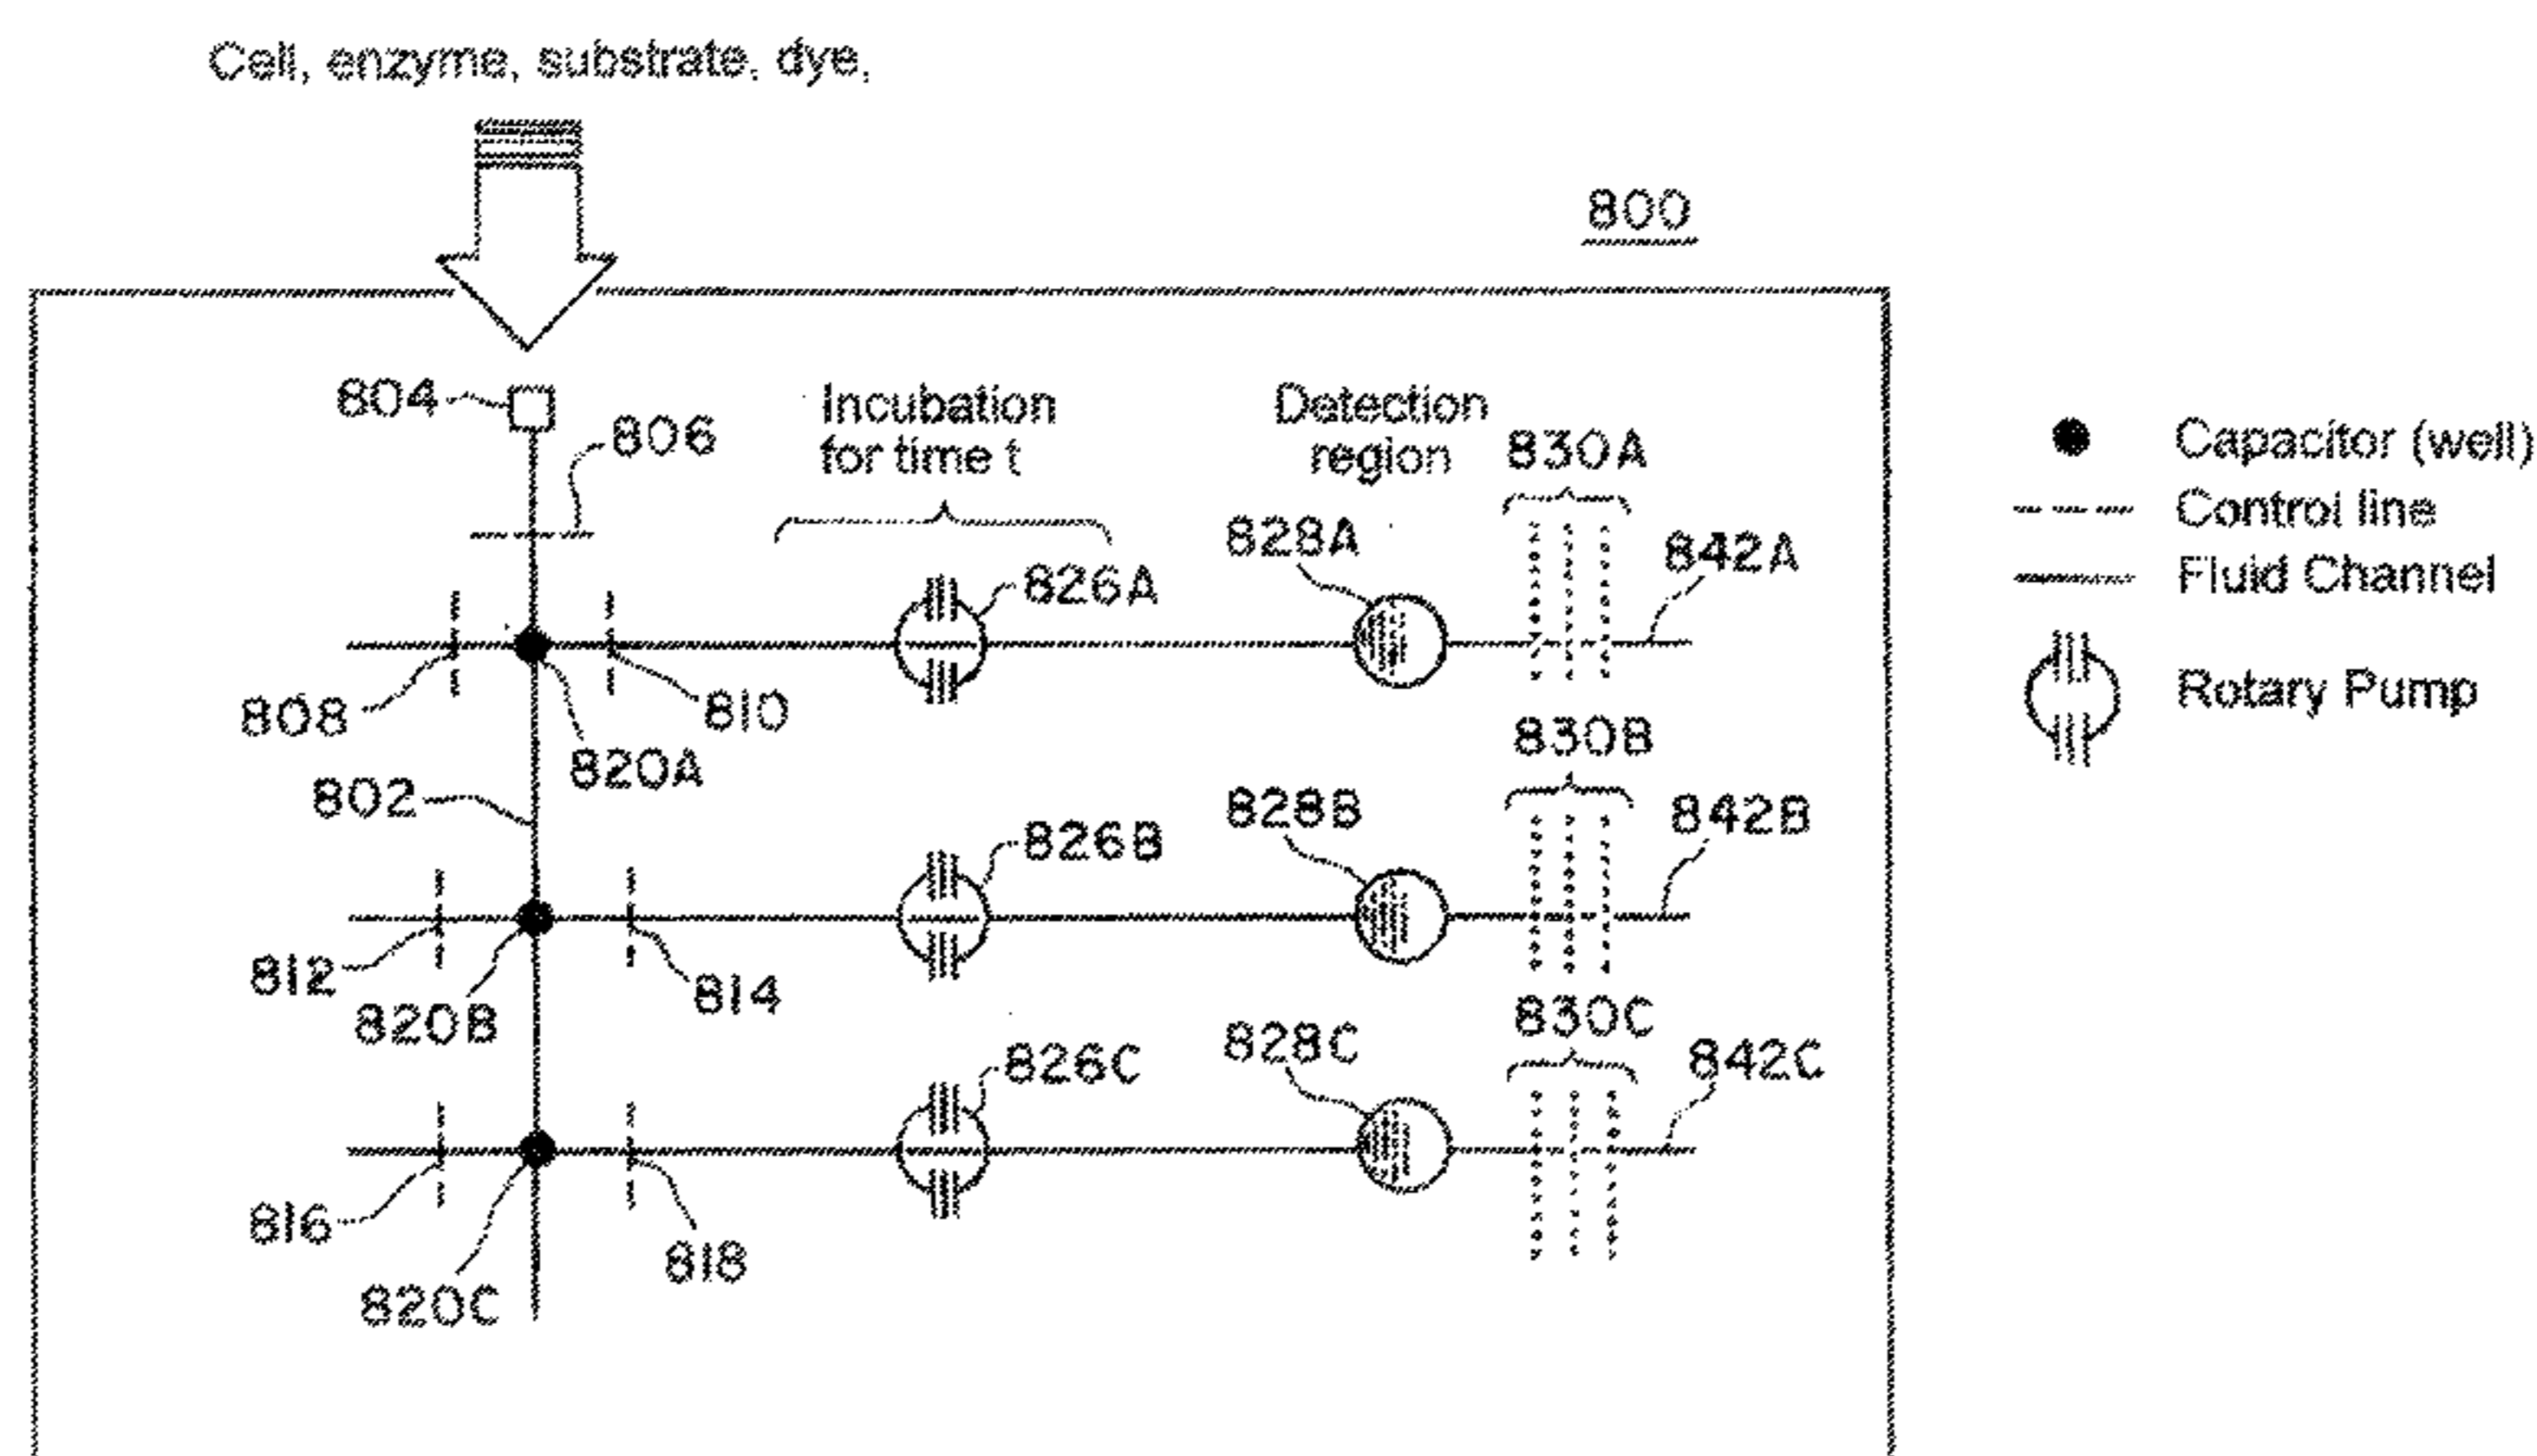 Cell, enzyme, substrate, dye,
800
804
806
Incubation
for time t
Detection
region
830A
828A
826A
842A
808
810
820A
802
830B
828B
842B
826B
812
814
820B
830C
828C
842C
826C
816
818
820C
Capacitor (well)
Control line
Fluid Channel
Rotary Pump